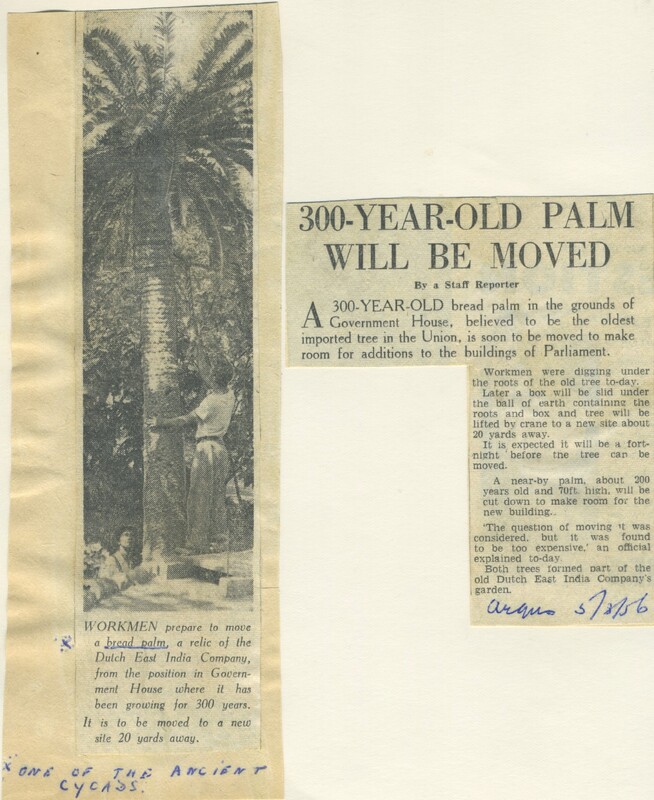 WORKMEN prepare to move
a bread palm, a relic of the
Dutch East India Company,
from the position in Govern-
ment House where it has
been growing for 300 years.
It is to be moved to a new
site 20 yards away.
x
x ONE OF THE ANCIENT
CYCADS.
300-YEAR-OLD PALM
WILL BE MOVED
By a Staff Reporter
A 300-YEAR-OLD bread palm in the grounds of
Government House, believed to be the oldest
imported tree in the Union, is soon to be moved to make
room for additions to the buildings of Parliament.
Workmen were digging under
the roots of the old tree to-day.
Later a box will be slid under
the ball of earth containing the
roots and box and tree will be
lifted by crane to a new site about
20 yards away.
It is expected it will be a fort-
night before the tree can be
moved.
A near-by palm, about 200
years old and 70ft. high, will be
cut down to make room for the
new building.
'The question of moving it was
considered, but it was found
to be too expensive,' an official
explained to-day.
Both trees formed part of the
old Dutch East India Company's
garden.
Argus